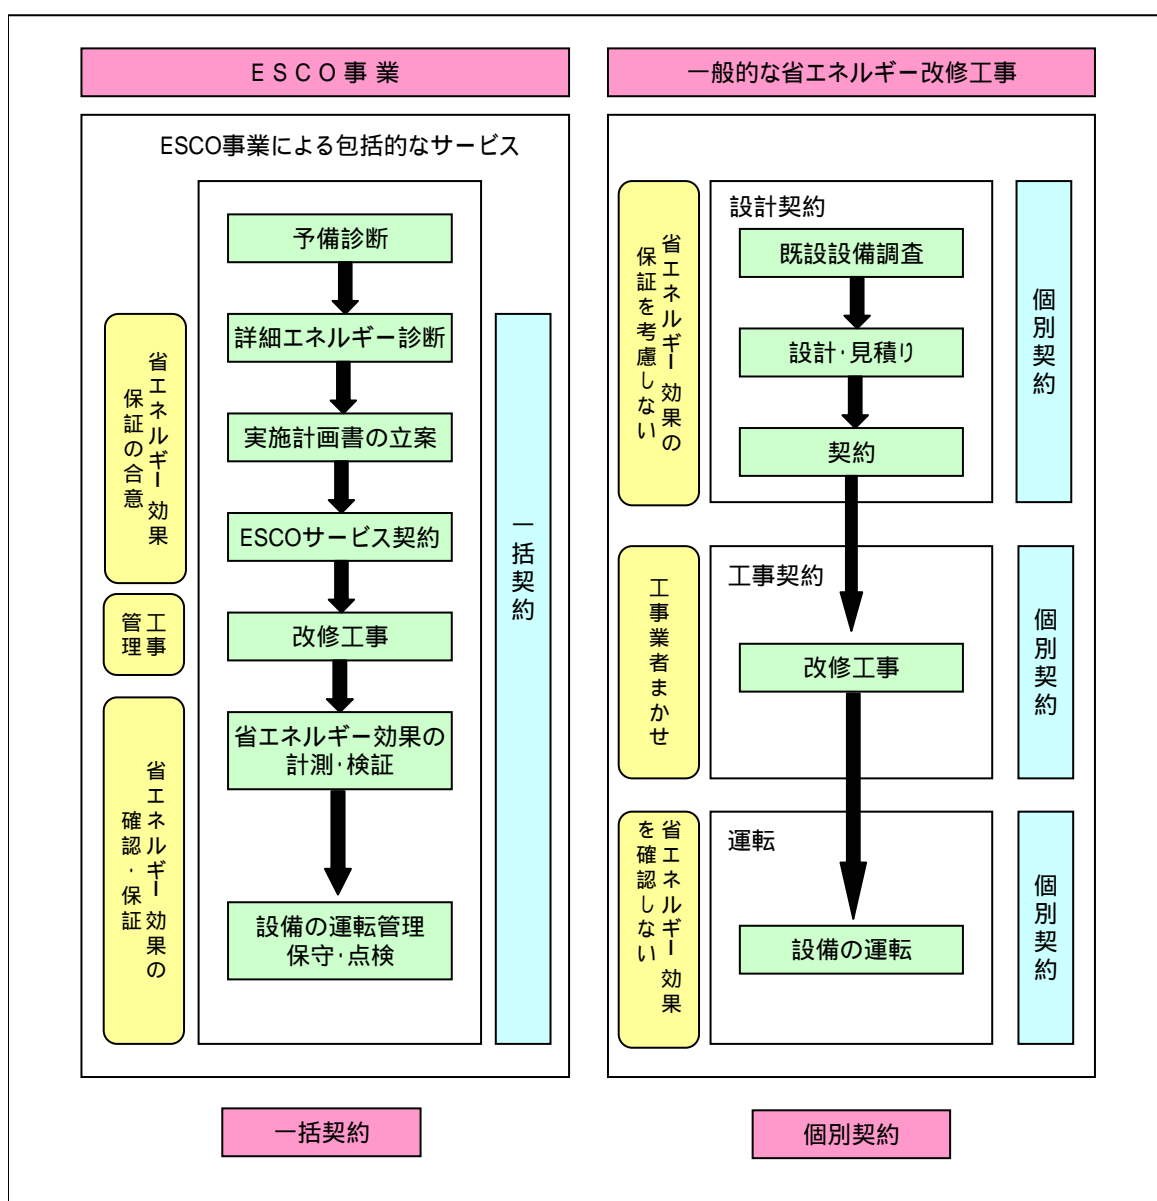 ESCO事業
一般的な省エネルギー改修工事
ESCO事業による包括的なサービス
予備診断
詳細エネルギー診断
実施計画書の立案
ESCOサービス契約
改修工事
省エネルギー効果の
計測・検証
設備の運転管理
保守・点検
省エネルギー効果
保証の合意
工事
管理
省エネルギー効果の
確認・保証
一括契約
省エネルギー効果の
保証を考慮しない
設計契約
既設設備調査
設計・見積り
契約
個別契約
工事業者まかせ
工事契約
改修工事
個別契約
省エネルギー効果
を確認しない
運転
設備の運転
個別契約
一括契約
個別契約